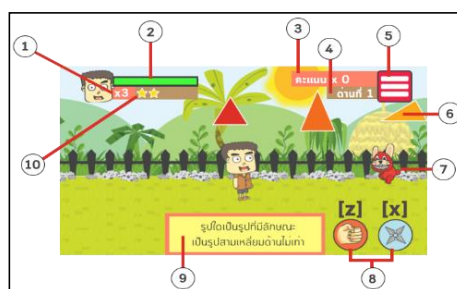 1
2
3
4
5
คะแนน x 0
ด่านที่ 1
x3
6
10
7
[z] [x]
รูปใดเป็นรูปที่มีลักษณะ
เป็นรูปสามเหลี่ยมด้านไม่เท่า
9
8